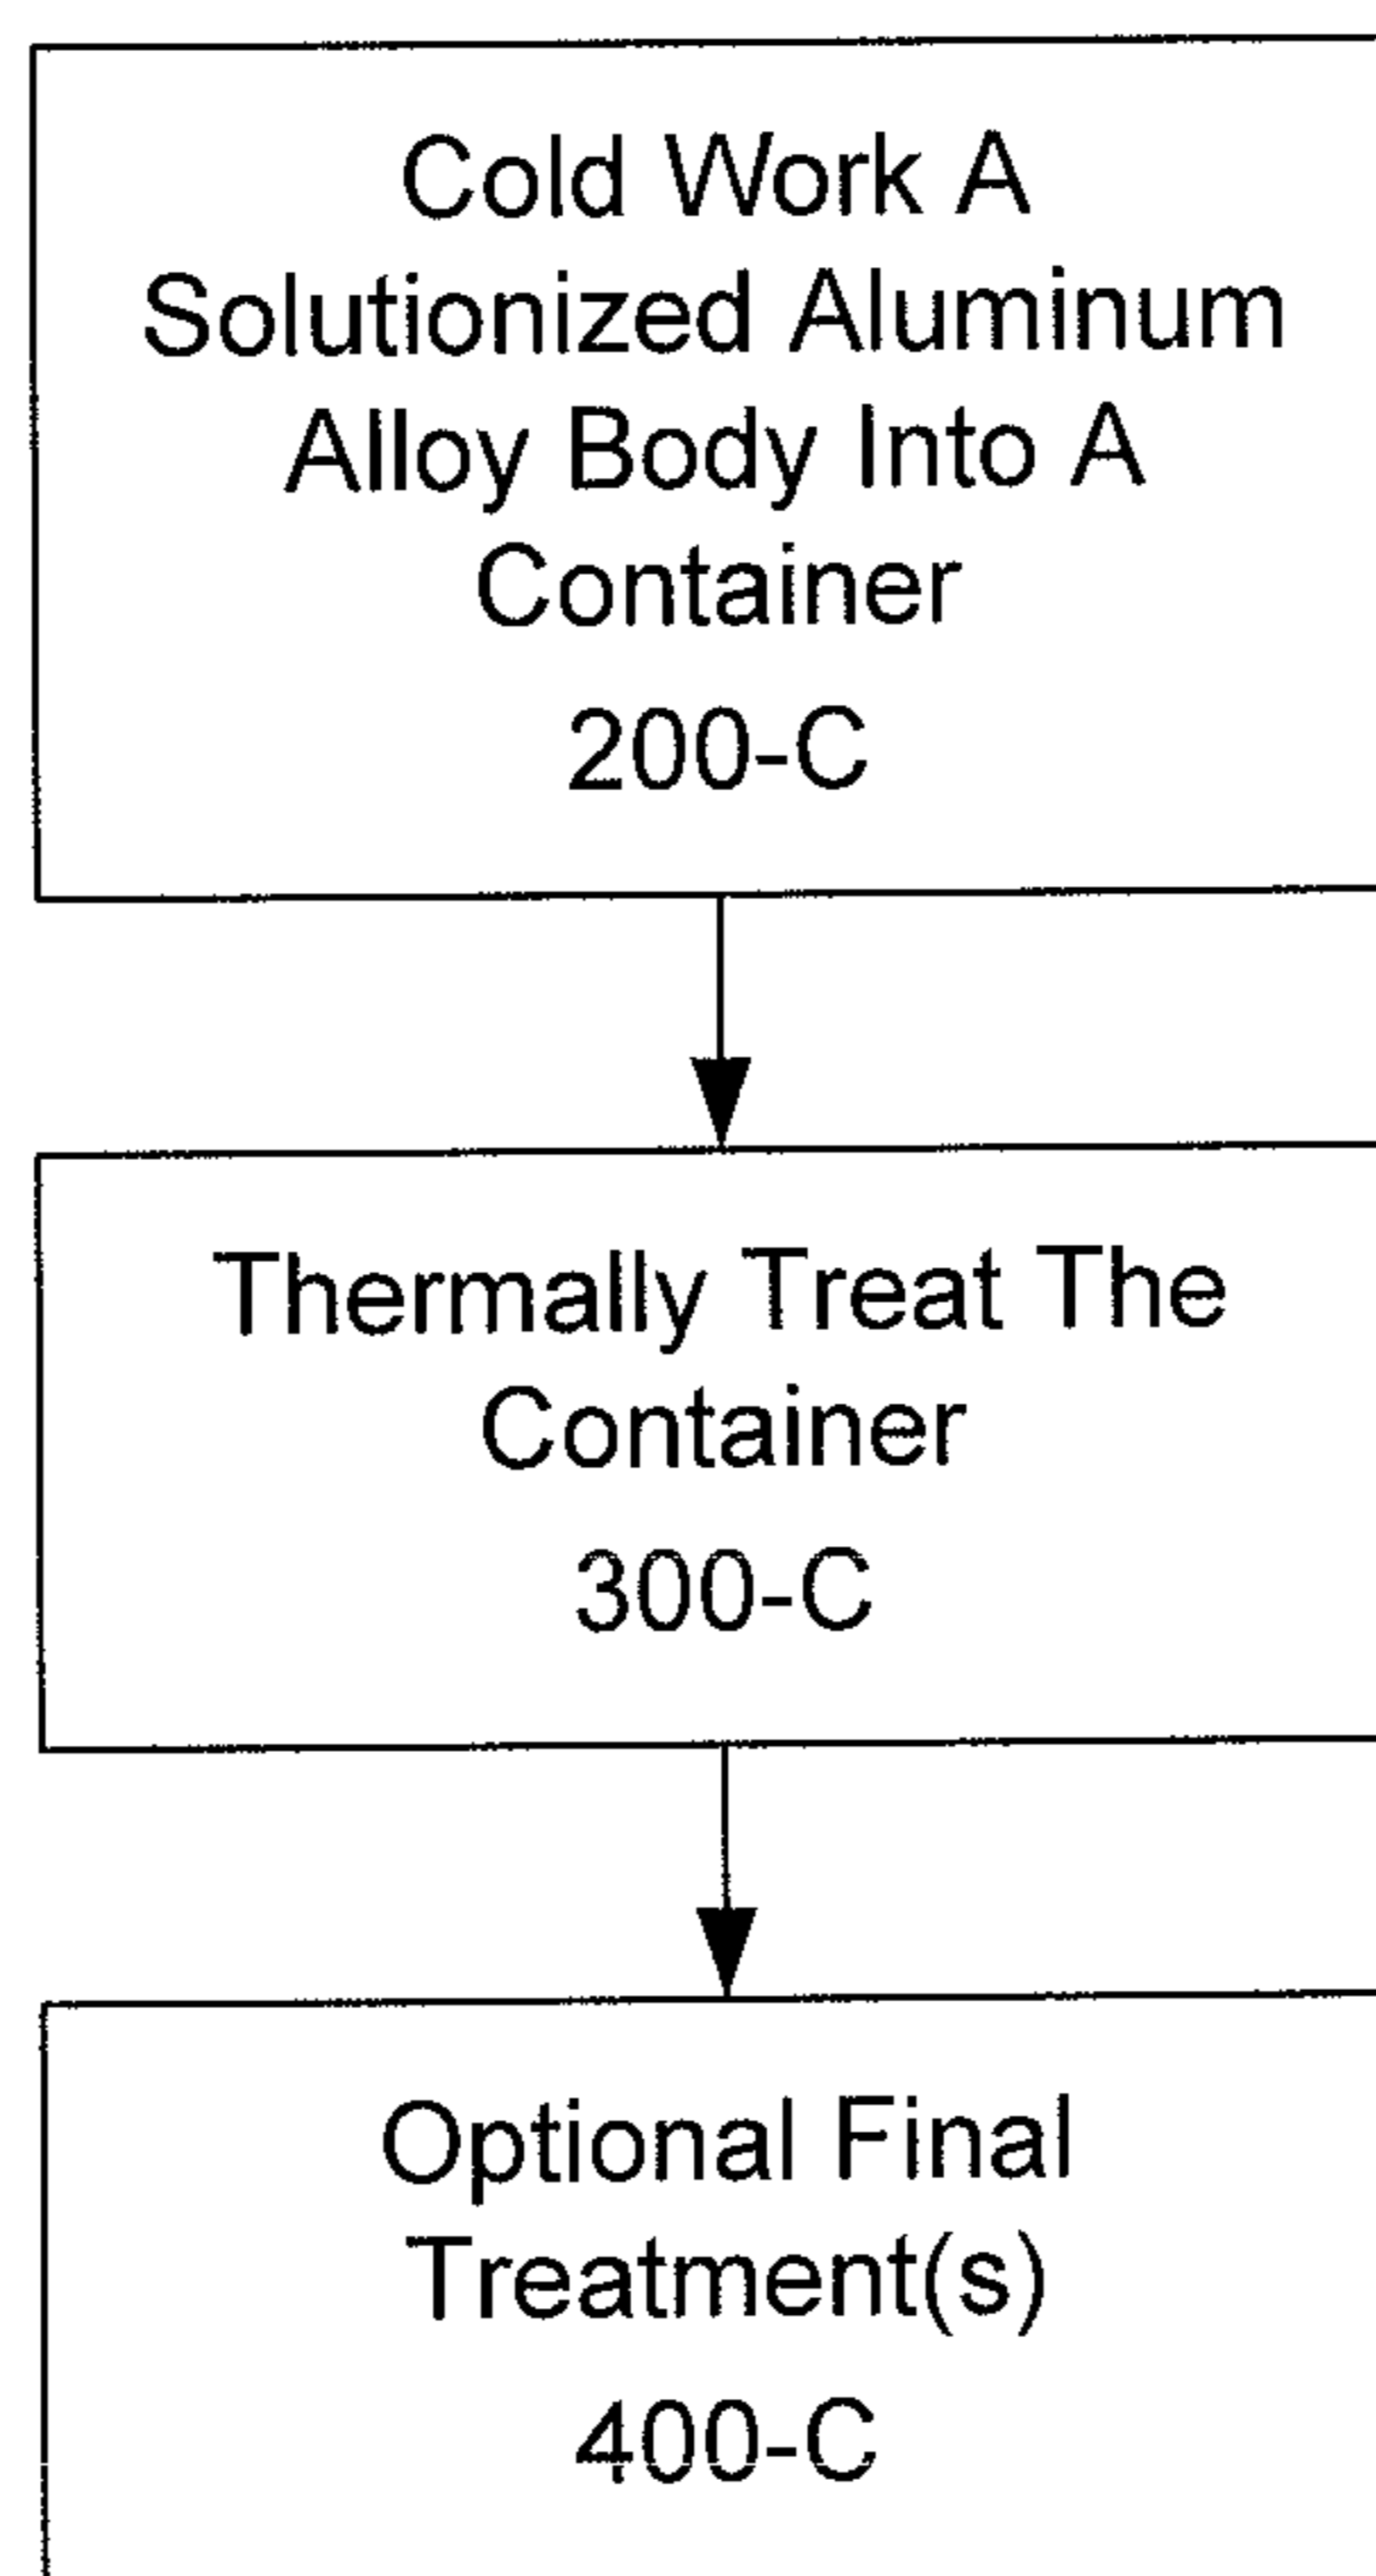 Cold Work A
Solutionized Aluminum
Alloy Body Into A
Container
200-C
Thermally Treat The
Container
300-C
Optional Final
Treatment(s)
400-C